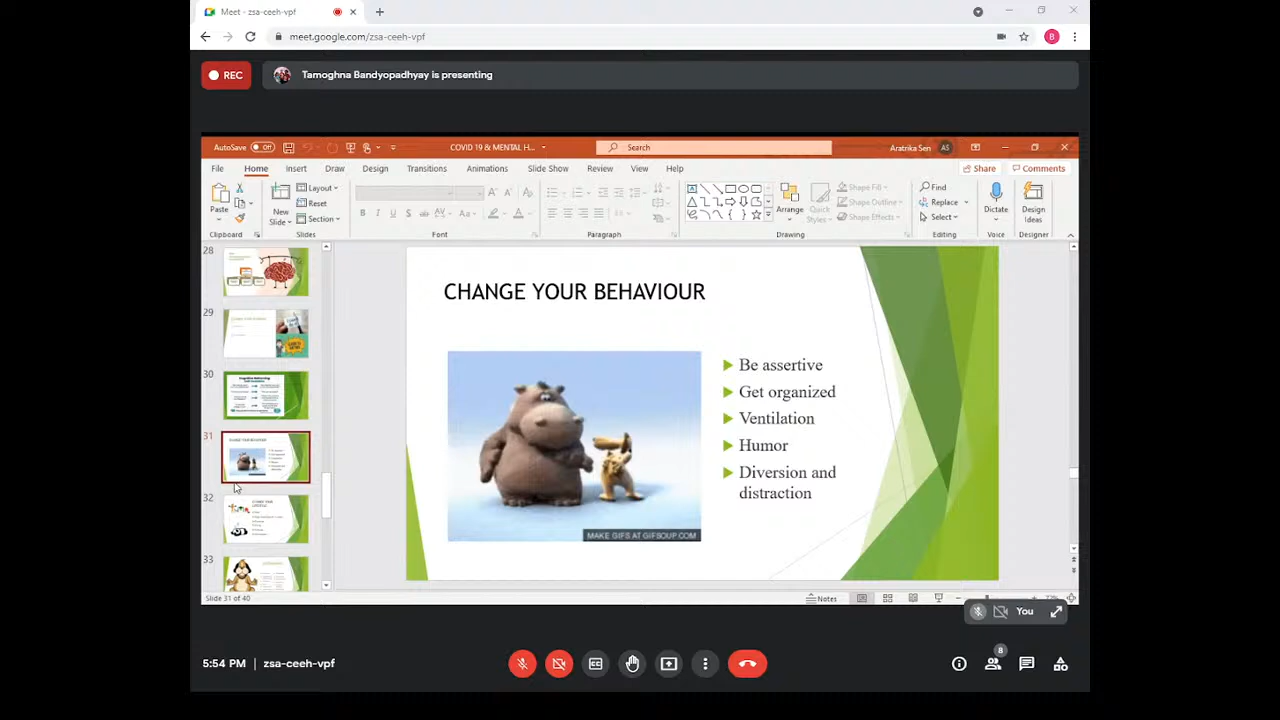 Meet - zsa-ceeh-vpf
meet.google.com/zsa-ceeh-vpf
B
REC
Tamoghna Bandyopadhyay is presenting
AutoSave Off
COVID 19 & MENTAL H...
Search
Aratrika Sen AS
File Home Insert Draw Design Transitions Animations Slide Show Review View Help
Share Comments
Paste
New Slide
Layout
Reset
Section
Arrange
Quick Styles
Shape Fill
Shape Outline
Shape Effects
Find
Replace
Select
Dictate
Design Ideas
Clipboard Slides Font Paragraph Drawing Editing Voice Designer
28
29
30
31
32
33
CHANGE YOUR BEHAVIOUR
Be assertive
Get organized
Ventilation
Humor
Diversion and
distraction
MAKE GIFS AT GIFSOUP.COM
Slide 31 of 40
Notes
You
5:54 PM | zsa-ceeh-vpf
8